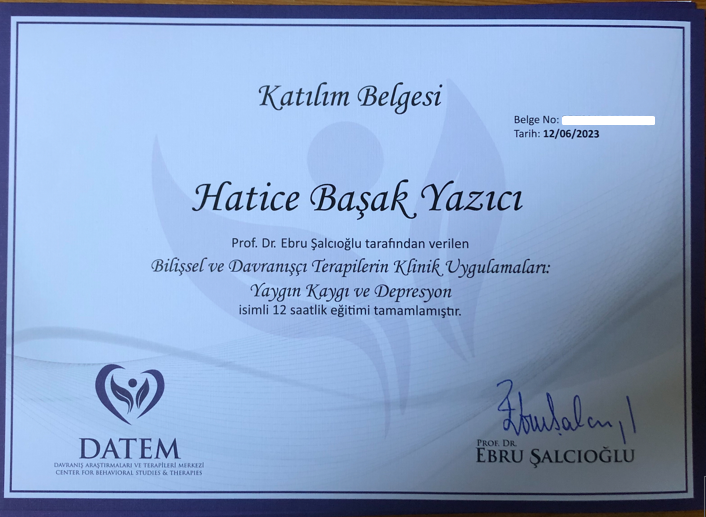 Katılım Belgesi
Belge No:
Tarih: 12/06/2023
Hatice Başak Yazıcı
Prof. Dr. Ebru Şalcıoğlu tarafından verilen
Bilişsel ve Davranışçı Terapilerin Klinik Uygulamaları:
Yaygın Kaygı ve Depresyon
isimli 12 saatlik eğitimi tamamlamıştır.
DATEM
DAVRANIŞ ARAŞTIRMALARI VE TERAPİLERİ MERKEZİ
CENTER FOR BEHAVIORAL STUDIES & THERAPIES
Ebru Şalcıoğlu
PROF. DR.
EBRU ŞALCIOĞLU